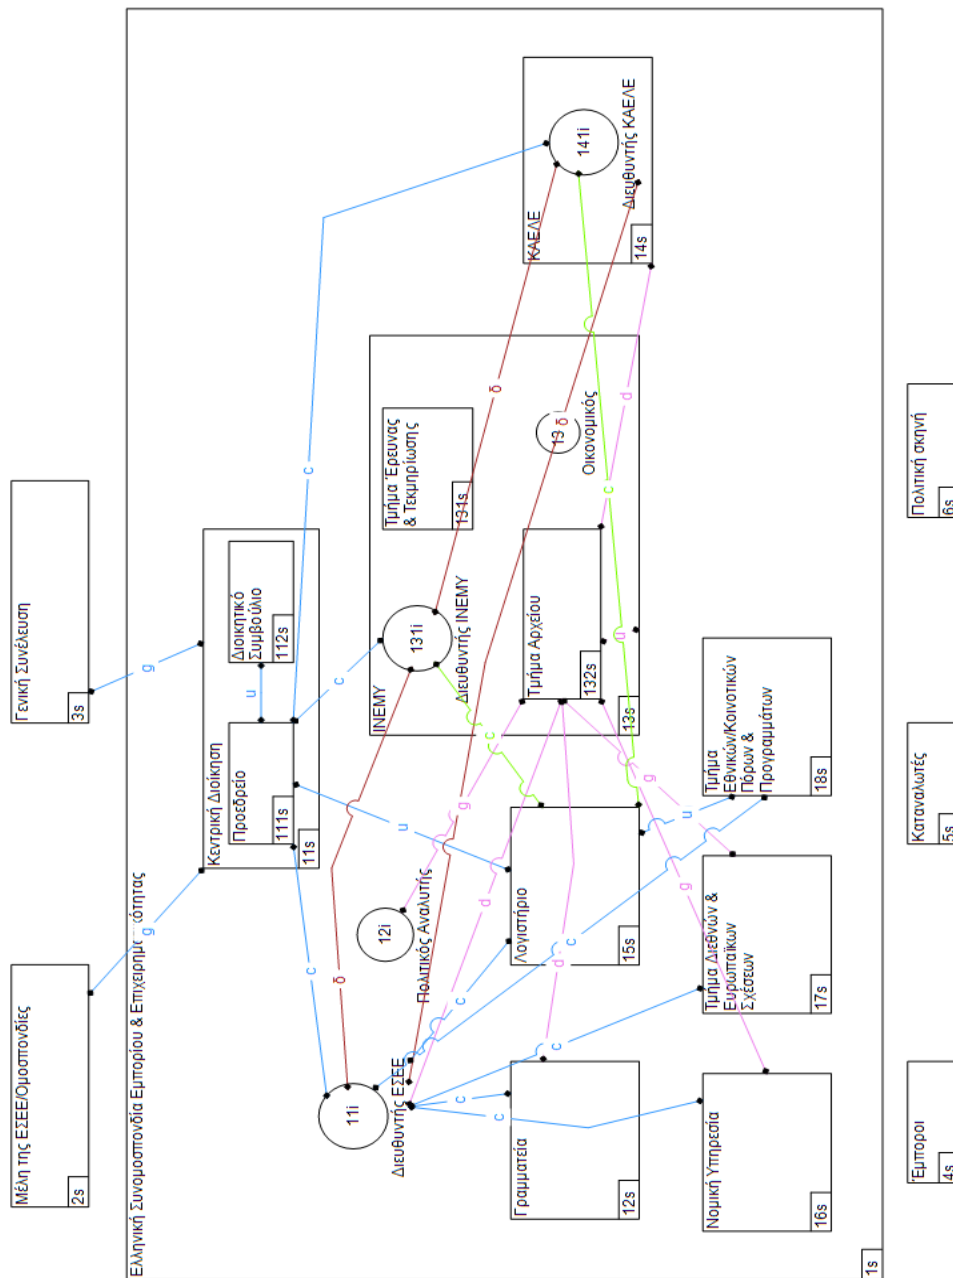 Μέλη της ΕΣΕΕ/Ομοσπονδίες
2s
Γενική Συνέλευση
3s
g
g
Ελληνική Συνομοσπονδία Εμπορίου &
Κεντρική Διοίκηση
Προεδρείο
111s
11s
u
Διοικητικό
Συμβούλιο
112s
c
c
c
u
11i
Διευθυντής ΕΣΕΕ
δ
12i
Πολιτικός Αναλυτής
ΙΝΕΜΥ
131i
Διευθυντής ΙΝΕΜΥ
Τμήμα Έρευνας
& Τεκμηρίωσης
131s
δ
δ
Οικονομικός
Τμήμα Αρχείου
132s
13s
ΚΑΕΛΕ
141i
Διευθυντής ΚΑΕΛΕ
14s
g
c
d
c
d
d
u
c
c
c
c
c
u
g
g
Γραμματεία
12s
Λογιστήριο
15s
Νομική Υπηρεσία
16s
Τμήμα Διεθνών &
Ευρωπαϊκών
Σχέσεων
17s
Τμήμα
Εθνικών/Κοινοτικών
Πόρων &
Προγραμμάτων
18s
1s
Έμποροι
4s
Καταναλωτές
5s
Πολιτική σκηνή
6s